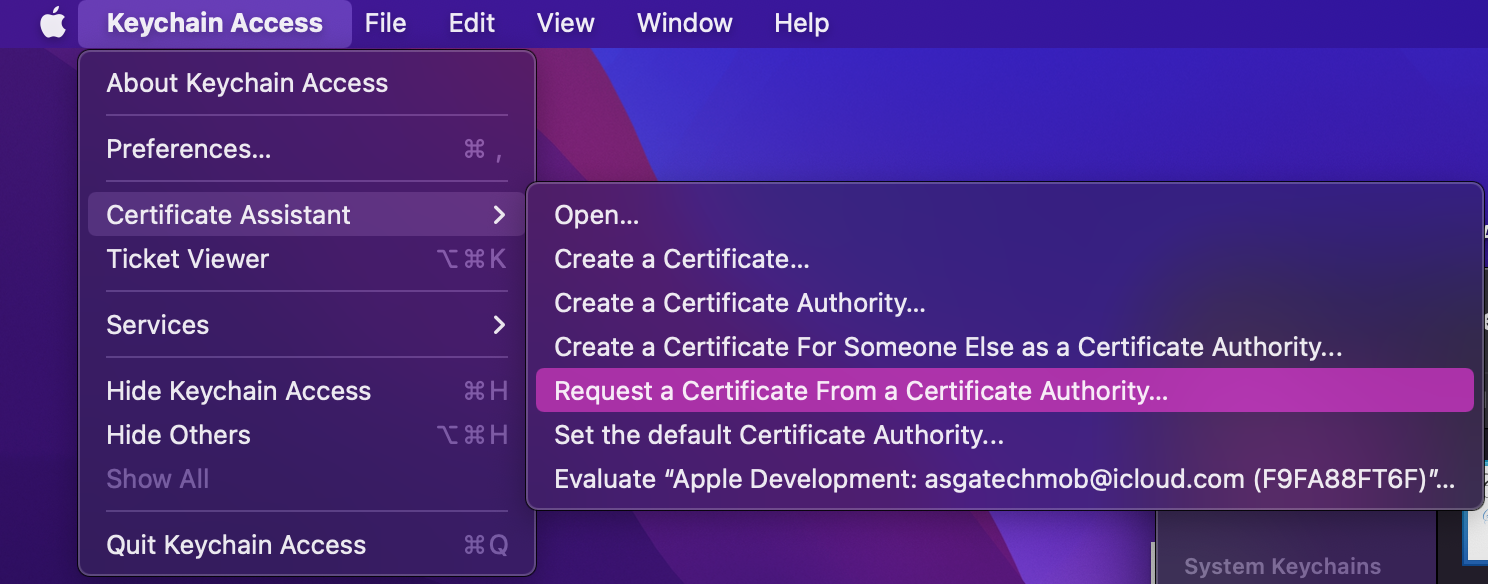 Keychain Access File Edit View Window Help
About Keychain Access
Preferences... ⌘ ,
Certificate Assistant
Ticket Viewer ⌥⌘K
Services
Hide Keychain Access ⌘H
Hide Others ⌥⌘H
Show All
Quit Keychain Access ⌘Q
Open...
Create a Certificate...
Create a Certificate Authority...
Create a Certificate For Someone Else as a Certificate Authority...
Request a Certificate From a Certificate Authority...
Set the default Certificate Authority...
Evaluate “Apple Development: asgatechmob@icloud.com (F9FA88FT6F)”...
System Keychains